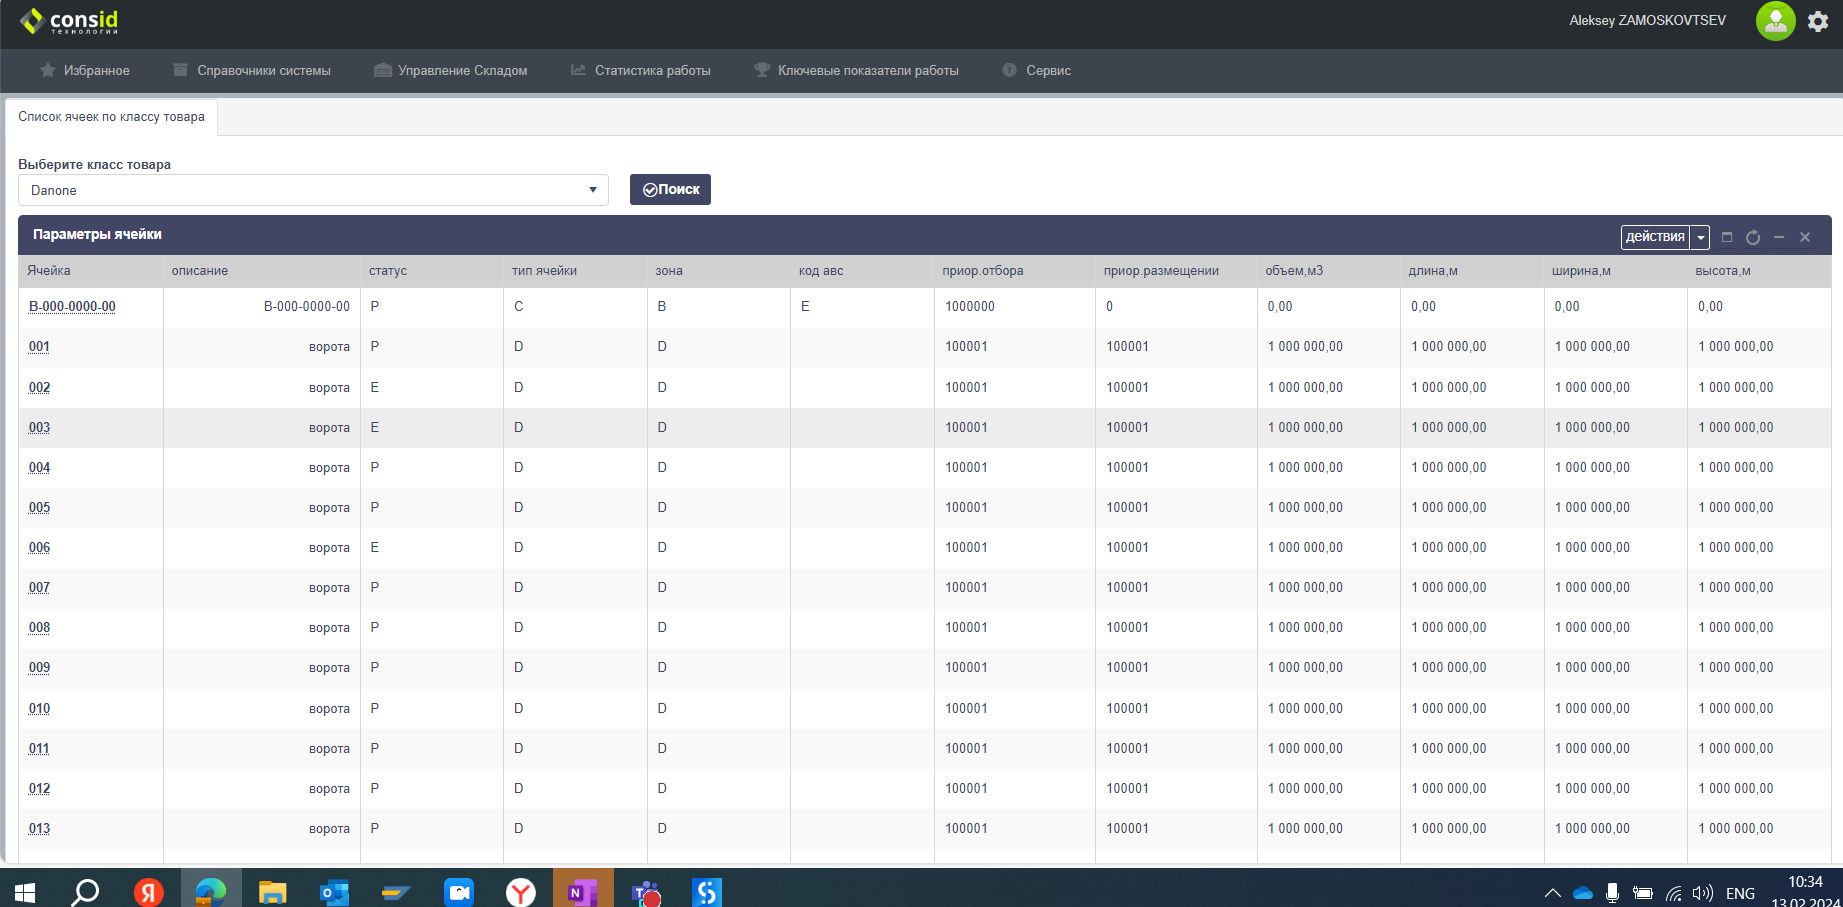 consid
технологии
Aleksey ZAMOSKOVTSEV
Избранное Справочники системы Управление Складом Статистика работы Ключевые показатели работы Сервис
Список ячеек по классу товара
Выберите класс товара
Danone Поиск
Параметры ячейки действия
Ячейка описание статус тип ячейки зона код авс приор.отбора приор.размещении объем,м3 длина,м ширина,м высота,м
B-000-0000-00 B-000-0000-00 P C B E 1000000 0 0,00 0,00 0,00 0,00
001 ворота P D D 100001 100001 1 000 000,00 1 000 000,00 1 000 000,00 1 000 000,00
002 ворота E D D 100001 100001 1 000 000,00 1 000 000,00 1 000 000,00 1 000 000,00
003 ворота E D D 100001 100001 1 000 000,00 1 000 000,00 1 000 000,00 1 000 000,00
004 ворота P D D 100001 100001 1 000 000,00 1 000 000,00 1 000 000,00 1 000 000,00
005 ворота P D D 100001 100001 1 000 000,00 1 000 000,00 1 000 000,00 1 000 000,00
006 ворота E D D 100001 100001 1 000 000,00 1 000 000,00 1 000 000,00 1 000 000,00
007 ворота P D D 100001 100001 1 000 000,00 1 000 000,00 1 000 000,00 1 000 000,00
008 ворота P D D 100001 100001 1 000 000,00 1 000 000,00 1 000 000,00 1 000 000,00
009 ворота P D D 100001 100001 1 000 000,00 1 000 000,00 1 000 000,00 1 000 000,00
010 ворота P D D 100001 100001 1 000 000,00 1 000 000,00 1 000 000,00 1 000 000,00
011 ворота P D D 100001 100001 1 000 000,00 1 000 000,00 1 000 000,00 1 000 000,00
012 ворота P D D 100001 100001 1 000 000,00 1 000 000,00 1 000 000,00 1 000 000,00
013 ворота P D D 100001 100001 1 000 000,00 1 000 000,00 1 000 000,00 1 000 000,00
ENG 10:34
13.02.2024